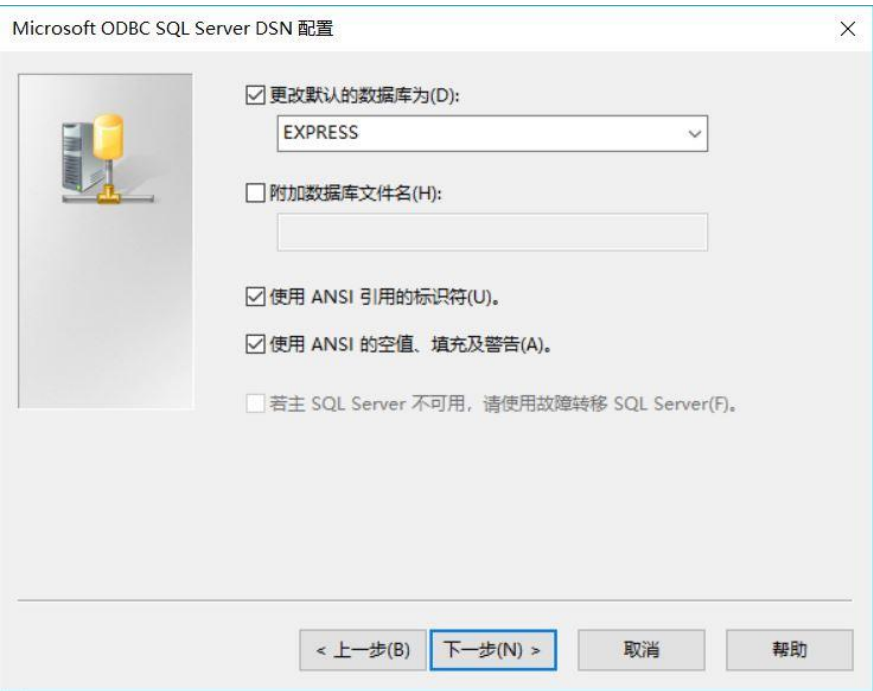 Microsoft ODBC SQL Server DSN 配置
更改默认的数据库为(D):
EXPRESS
附加数据库文件名(H):
使用 ANSI 引用的标识符(U)。
使用 ANSI 的空值、填充及警告(A)。
若主 SQL Server 不可用，请使用故障转移 SQL Server(F)。
< 上一步(B) 下一步(N) > 取消 帮助